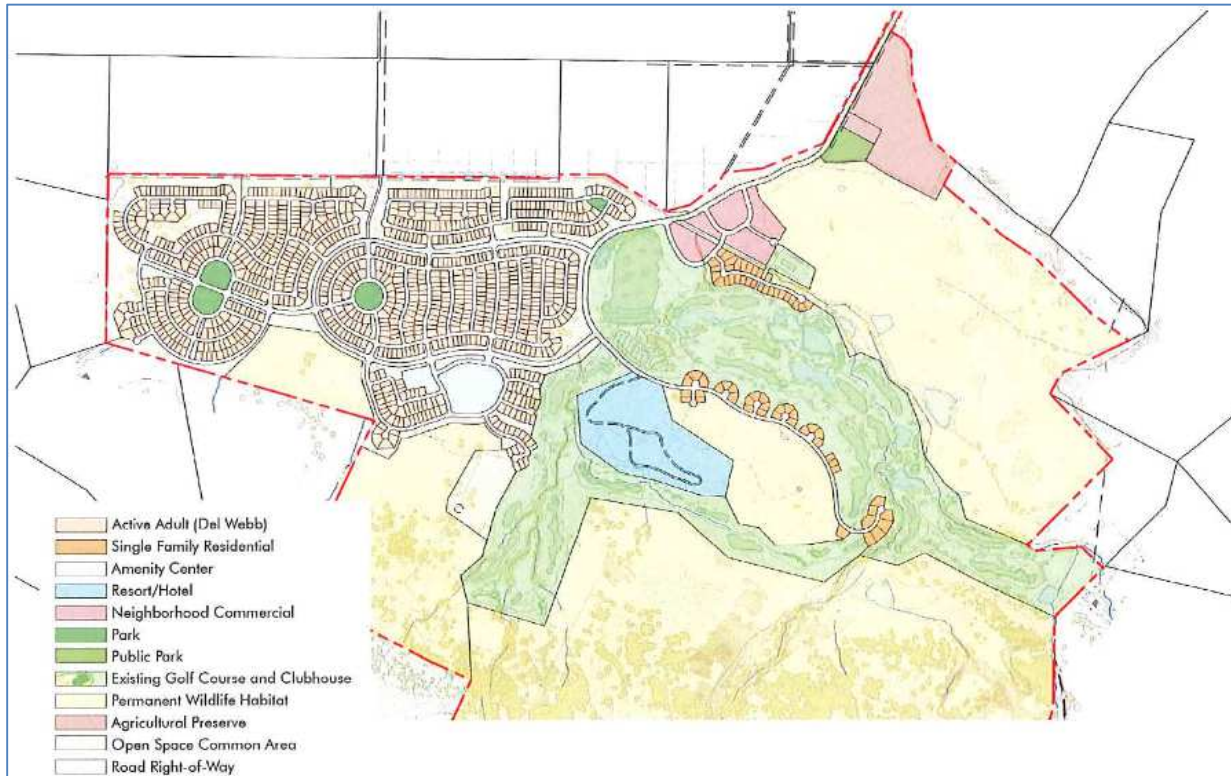 Active Adult (Del Webb)
Single Family Residential
Amenity Center
Resort/Hotel
Neighborhood Commercial
Park
Public Park
Existing Golf Course and Clubhouse
Permanent Wildlife Habitat
Agricultural Preserve
Open Space Common Area
Road Right-of-Way